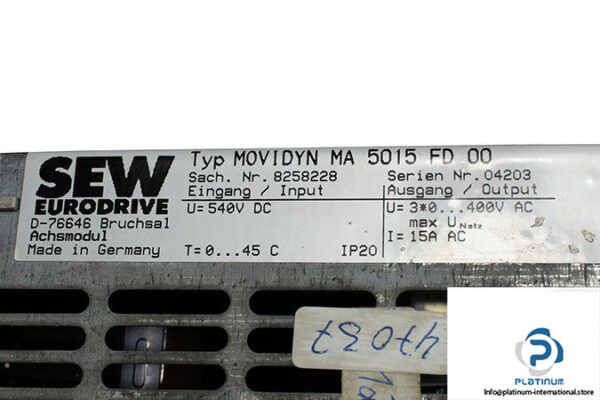 SEW
EURODRIVE
D-76646 Bruchsal
Achsmodul
Made in Germany
Typ MOVIDYN MA 5015 FD 00
Sach. Nr. 8258228
Serien Nr. 04203
Eingang / Input
Ausgang / Output
U= 540V DC
U= 3*0...400V AC
max U Netz
I= 15A AC
T= 0...45 C
IP20
47037
18
PLATINUM
info@platinum-international.store